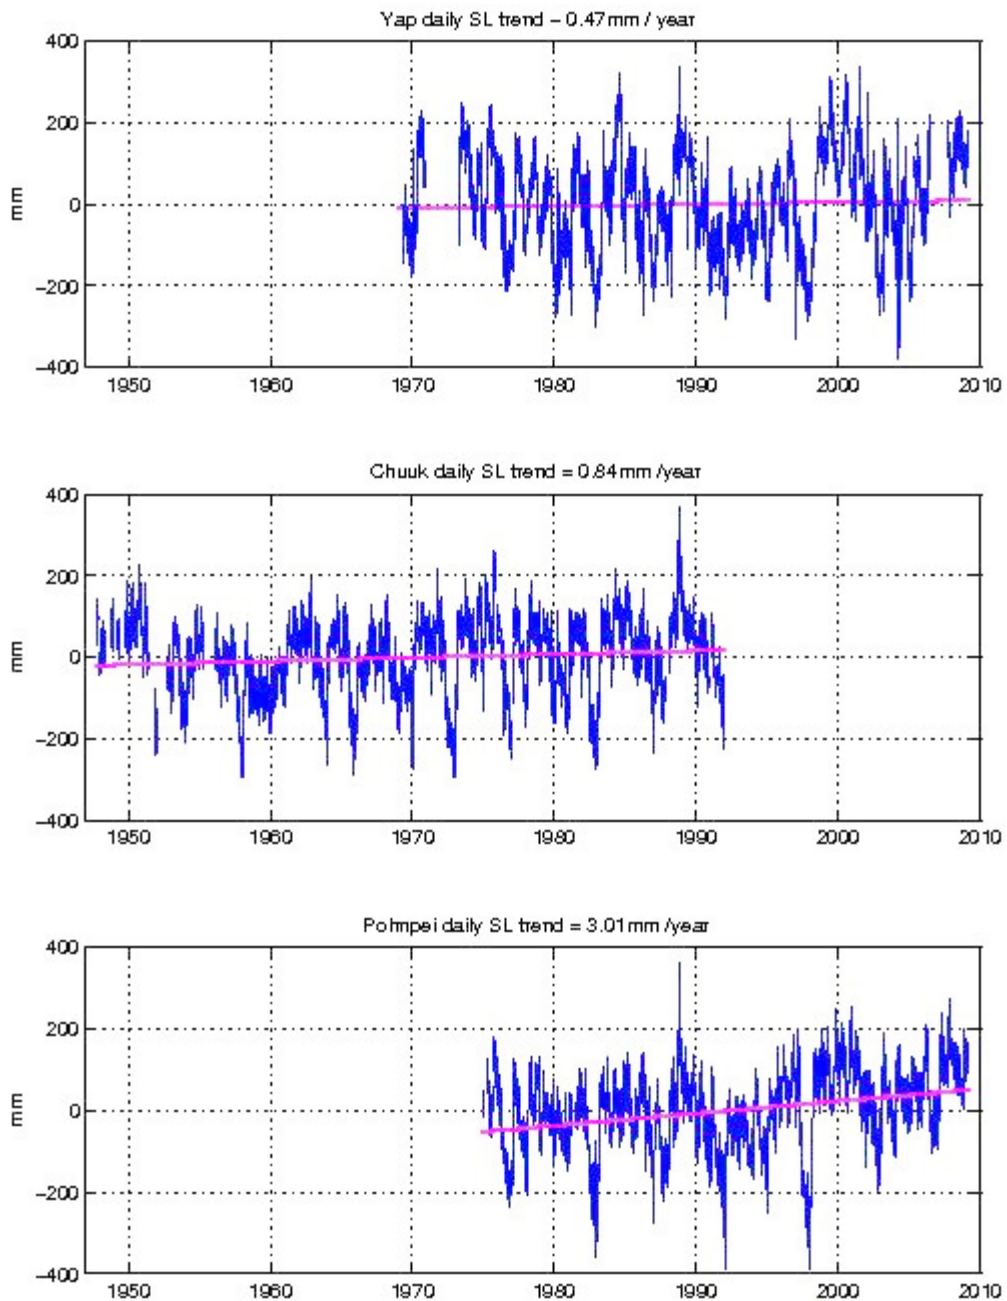 Yap daily SL trend – 0.47mm / year
400
200
0
−200
−400
mm
1950 1960 1970 1980 1990 2000 2010
Chuuk daily SL trend = 0.84mm /year
400
200
0
−200
−400
mm
1950 1960 1970 1980 1990 2000 2010
Pohnpei daily SL trend = 3.01mm /year
400
200
0
−200
−400
mm
1950 1960 1970 1980 1990 2000 2010